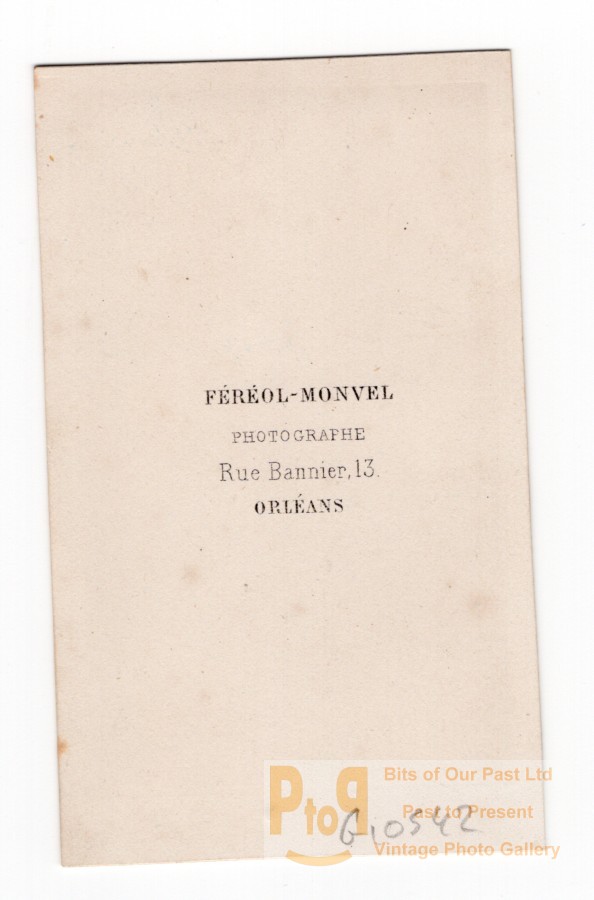 FÉRÉOL-MONVEL
PHOTOGRAPHE
Rue Bannier, 13.
ORLÉANS
PtoP
Bits of Our Past Ltd
Past to Present
Vintage Photo Gallery
G10542